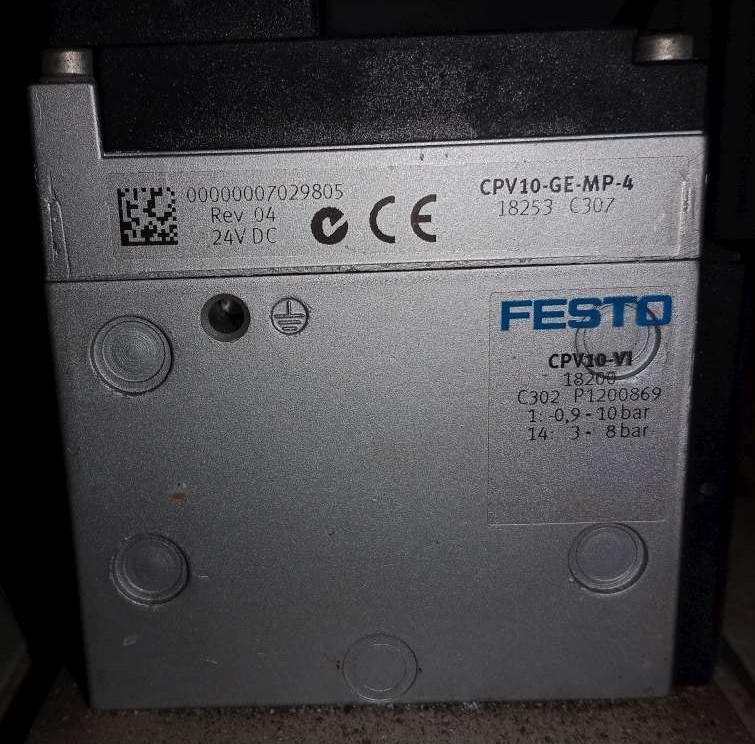 00000007029805
Rev 04
24V DC
CE
CPV10-GE-MP-4
18253 C307
FESTO
CPV10-VI
18200
C302 P1200869
1: -0,9 - 10 bar
14: 3 - 8 bar